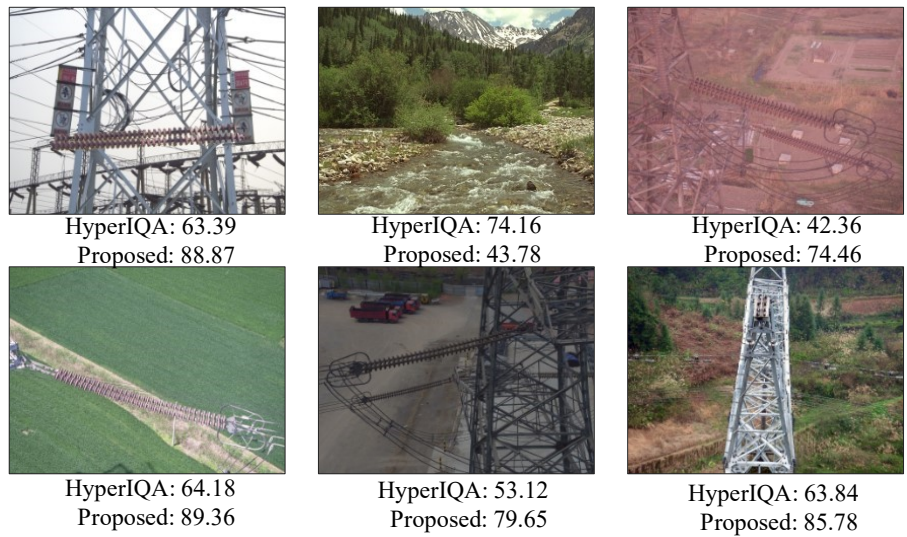 HyperIQA: 63.39
Proposed: 88.87
HyperIQA: 74.16
Proposed: 43.78
HyperIQA: 42.36
Proposed: 74.46
HyperIQA: 64.18
Proposed: 89.36
HyperIQA: 53.12
Proposed: 79.65
HyperIQA: 63.84
Proposed: 85.78